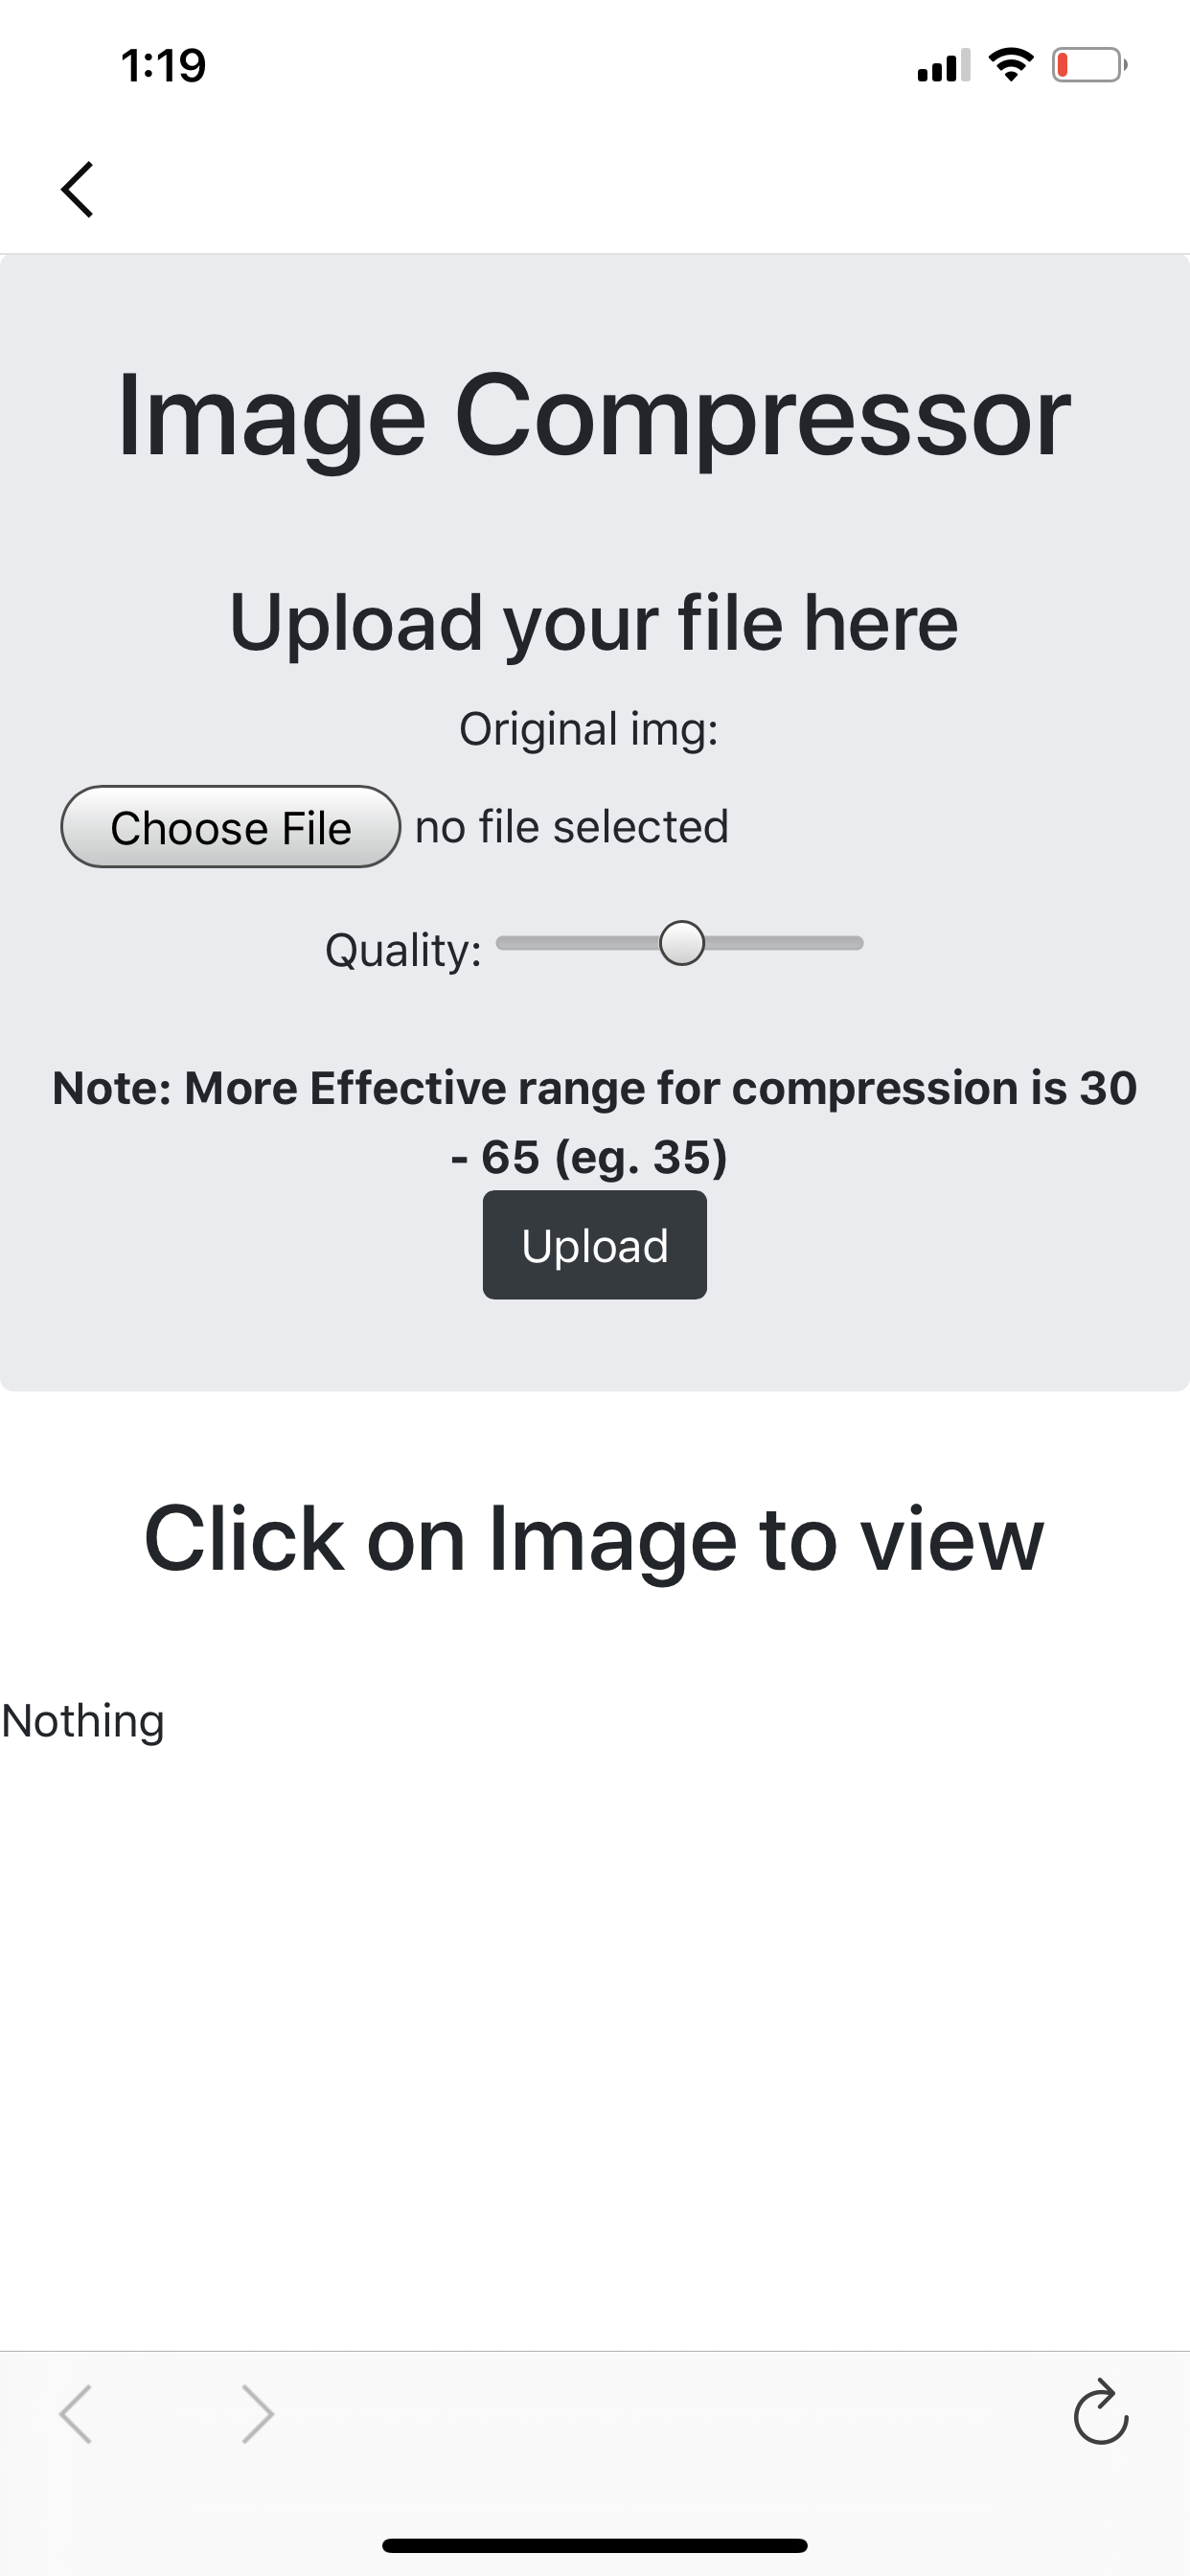 1:19
Image Compressor
Upload your file here
Original img:
Choose File no file selected
Quality:
Note: More Effective range for compression is 30
- 65 (eg. 35)
Upload
Click on Image to view
Nothing